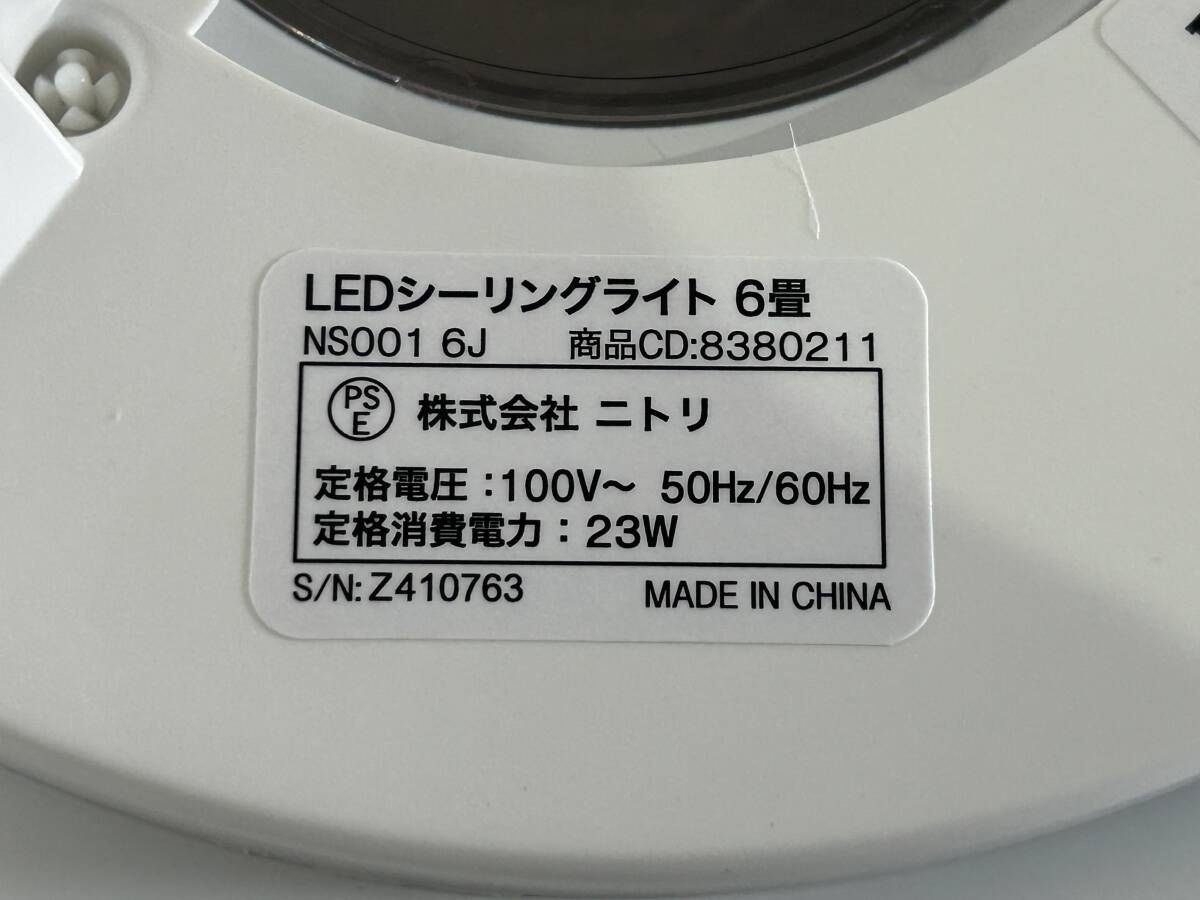 LEDシーリングライト 6畳
NS001 6J 商品CD:8380211
PSE 株式会社 ニトリ
定格電圧：100V～ 50Hz/60Hz
定格消費電力：23W
S/N: Z410763 MADE IN CHINA